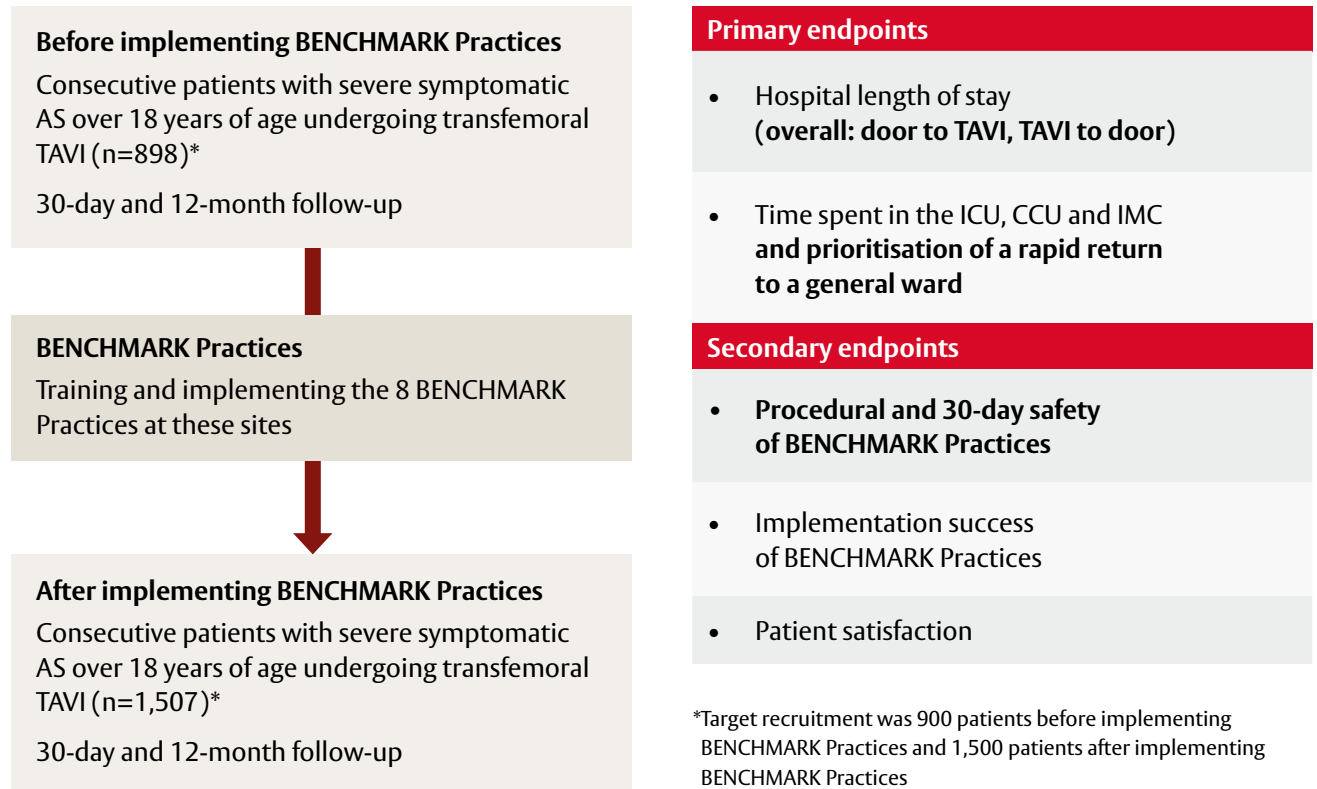 Before implementing BENCHMARK Practices
Consecutive patients with severe symptomatic
AS over 18 years of age undergoing transfemoral
TAVI (n=898)*
30-day and 12-month follow-up
BENCHMARK Practices
Training and implementing the 8 BENCHMARK
Practices at these sites
After implementing BENCHMARK Practices
Consecutive patients with severe symptomatic
AS over 18 years of age undergoing transfemoral
TAVI (n=1,507)*
30-day and 12-month follow-up
Primary endpoints
• Hospital length of stay
(overall: door to TAVI, TAVI to door)
• Time spent in the ICU, CCU and IMC
and prioritisation of a rapid return
to a general ward
Secondary endpoints
• Procedural and 30-day safety
of BENCHMARK Practices
• Implementation success
of BENCHMARK Practices
• Patient satisfaction
*Target recruitment was 900 patients before implementing
BENCHMARK Practices and 1,500 patients after implementing
BENCHMARK Practices